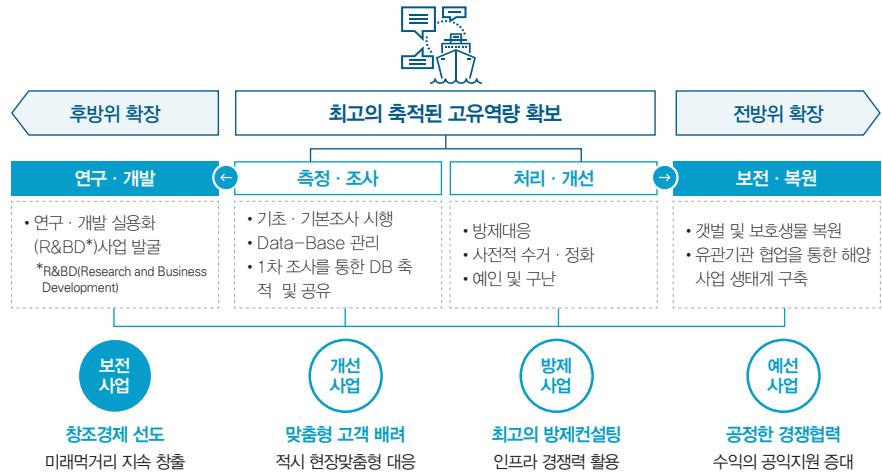 후방위 확장
최고의 축적된 고유역량 확보
전방위 확장
연구 · 개발
←
측정 · 조사
처리 · 개선
→
보전 · 복원
• 연구 · 개발 실용화
(R&BD*)사업 발굴
*R&BD(Research and Business
Development)
• 기초 · 기본조사 시행
• Data-Base 관리
• 1차 조사를 통한 DB 축
적 및 공유
• 방제대응
• 사전적 수거 · 정화
• 예인 및 구난
• 갯벌 및 보호생물 복원
• 유관기관 협업을 통한 해양
사업 생태계 구축
보전
사업
창조경제 선도
미래먹거리 지속 창출
개선
사업
맞춤형 고객 배려
적시 현장맞춤형 대응
방제
사업
최고의 방제컨설팅
인프라 경쟁력 활용
예선
사업
공정한 경쟁협력
수익의 공익지원 증대